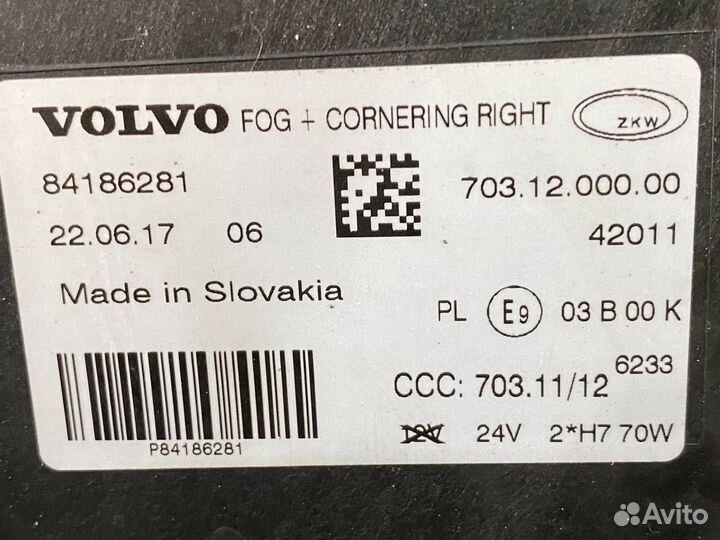 VOLVO FOG + CORNERING RIGHT ZKW
84186281 703.12.000.00
22.06.17 06 42011
Made in Slovakia
PL E9 03 B 00 K
6233
CCC: 703.11/12
12V 24V 2*H7 70W
P84186281
Avito